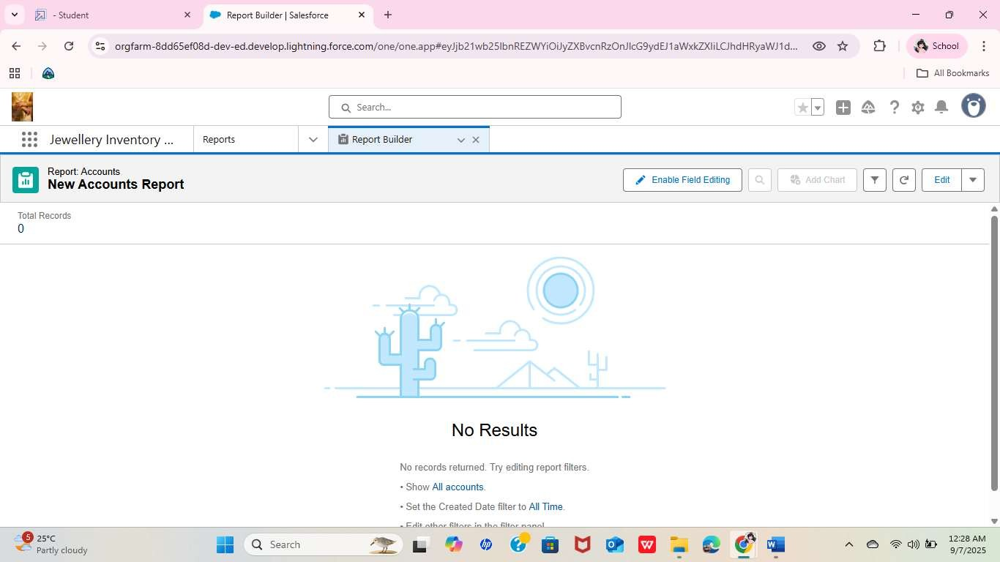 - Student
Report Builder | Salesforce
orgfarm-8dd65ef08d-dev-ed.develop.lightning.force.com/one/one.app#eyJjb21wb25lbnREZWYiOiJyZXBvcnRzOnJlcG9ydEJ1aWxkZXIiLCJhdHRyaWJ1d...
School
All Bookmarks
Search...
Jewellery Inventory ...
Reports
Report Builder
Report: Accounts
New Accounts Report
Enable Field Editing
Add Chart
Edit
Total Records
0
No Results
No records returned. Try editing report filters.
• Show All accounts.
• Set the Created Date filter to All Time.
• Edit other filters in the filter panel.
5
25°C
Partly cloudy
Search
12:28 AM
9/7/2025